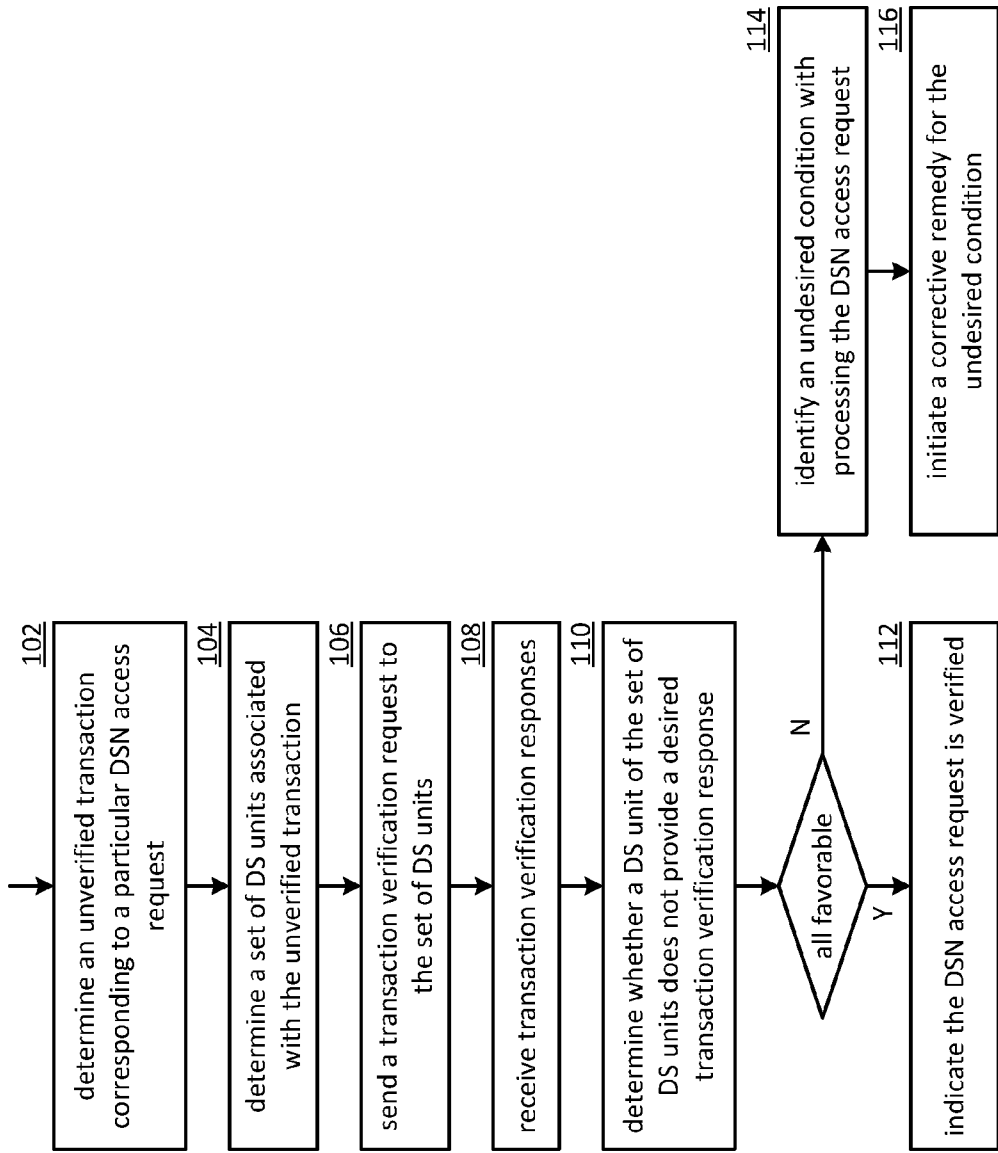 102
determine an unverified transaction
corresponding to a particular DSN access
request
104
determine a set of DS units associated
with the unverified transaction
106
send a transaction verification request to
the set of DS units
108
receive transaction verification responses
110
determine whether a DS unit of the set of
DS units does not provide a desired
transaction verification response
all favorable
N
Y
112
indicate the DSN access request is verified
114
identify an undesired condition with
processing the DSN access request
116
initiate a corrective remedy for the
undesired condition